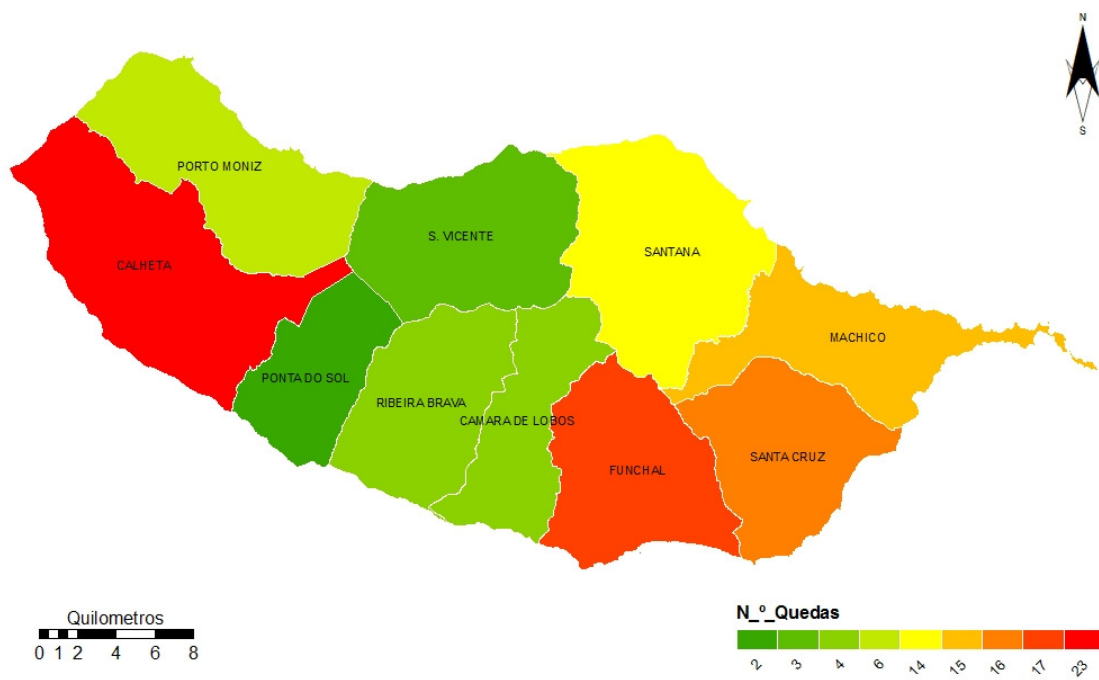 N
S
PORTO MONIZ
S. VICENTE
SANTANA
CALHETA
MACHICO
PONTA DO SOL
RIBEIRA BRAVA
CAMARA DE LOBOS
SANTA CRUZ
FUNCHAL
Quilometros
0 1 2 4 6 8
N_º_Quedas
2 3 4 6 14 15 16 17 23